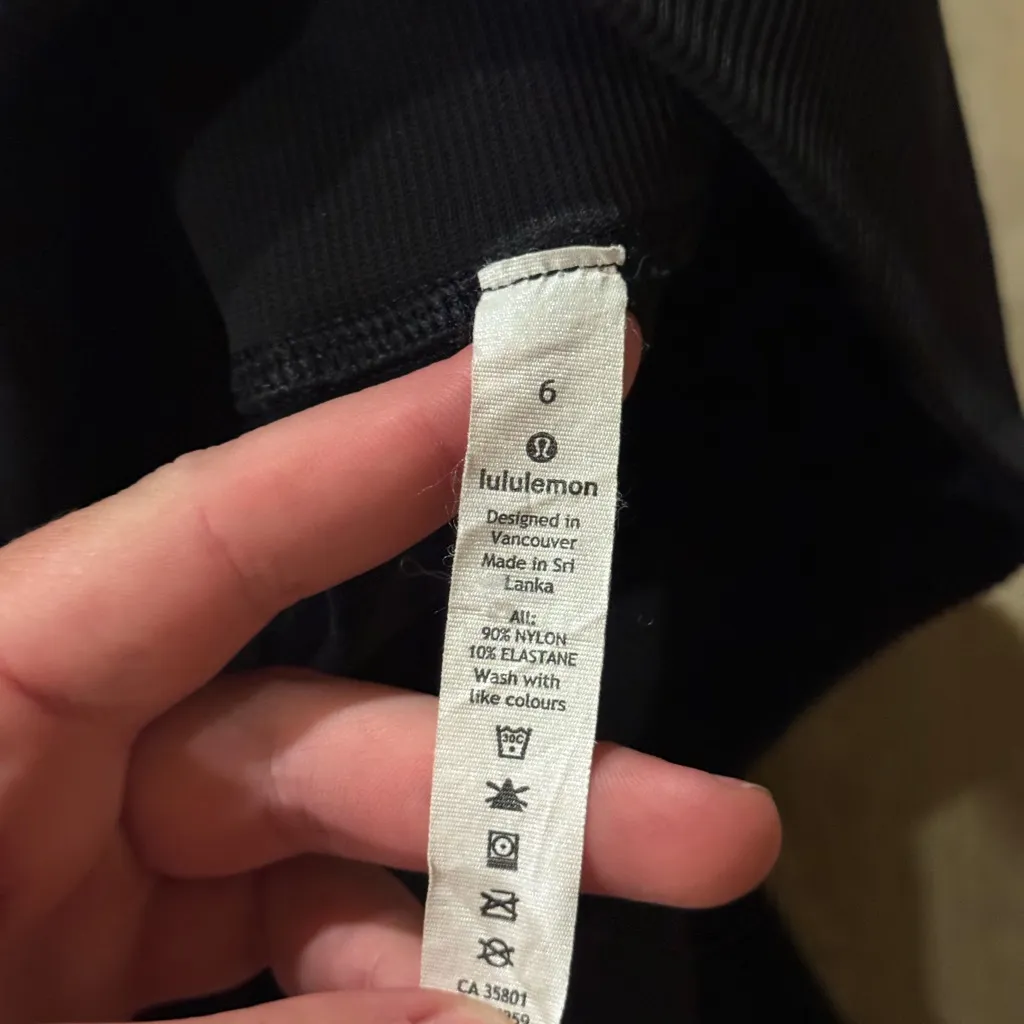 6
lululemon
Designed in
Vancouver
Made in Sri
Lanka
All:
90% NYLON
10% ELASTANE
Wash with
like colours
30C
CA 35801